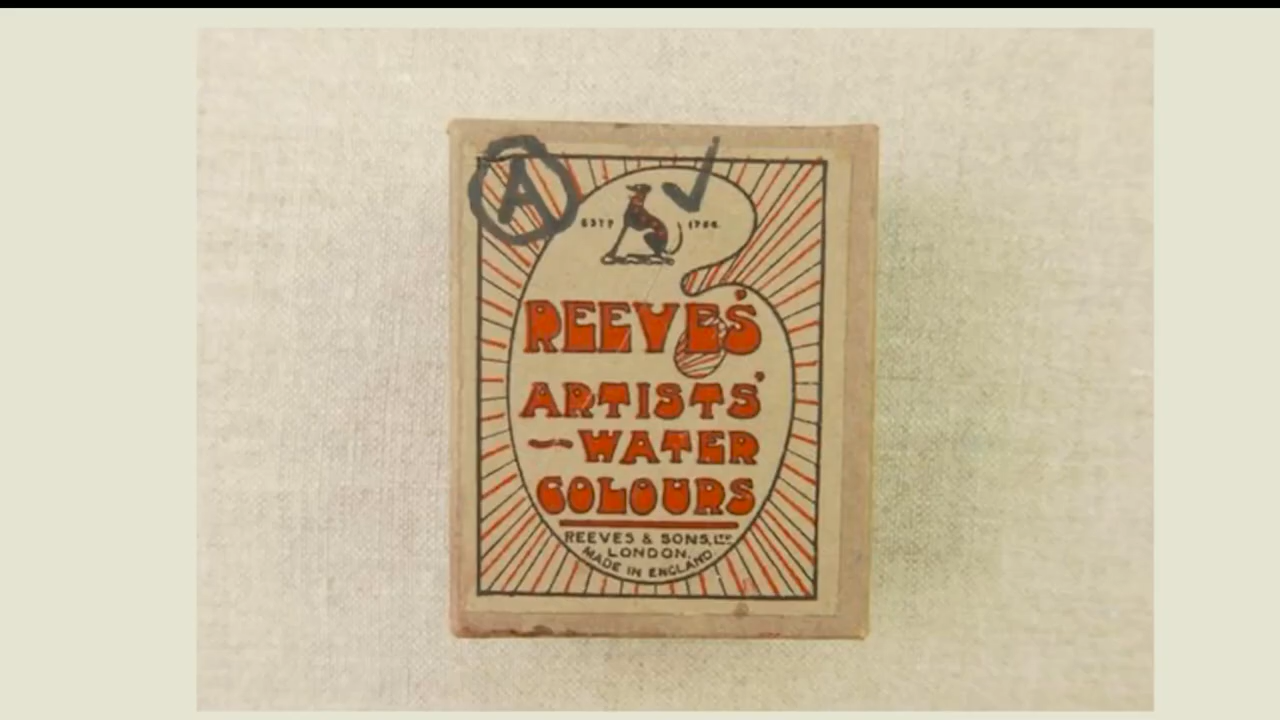 A
ESTD 1766.
REEVES'
ARTISTS'
WATER
COLOURS
REEVES & SONS, LTD
LONDON.
MADE IN ENGLAND